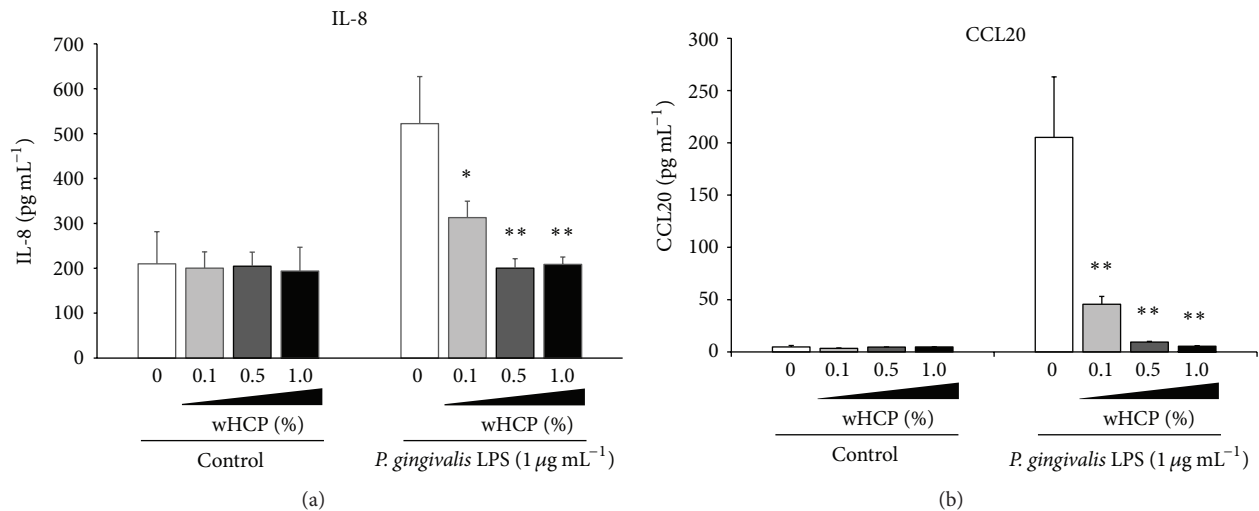 IL-8
700
600
500
400
300
200
100
0
IL-8 (pg mL−1)
*
** **
0 0.1 0.5 1.0 0 0.1 0.5 1.0
wHCP (%) wHCP (%)
Control P. gingivalis LPS (1 μg mL−1)
(a)
CCL20
300
250
200
150
100
50
0
CCL20 (pg mL−1)
**
** **
0 0.1 0.5 1.0 0 0.1 0.5 1.0
wHCP (%) wHCP (%)
Control P. gingivalis LPS (1 μg mL−1)
(b)